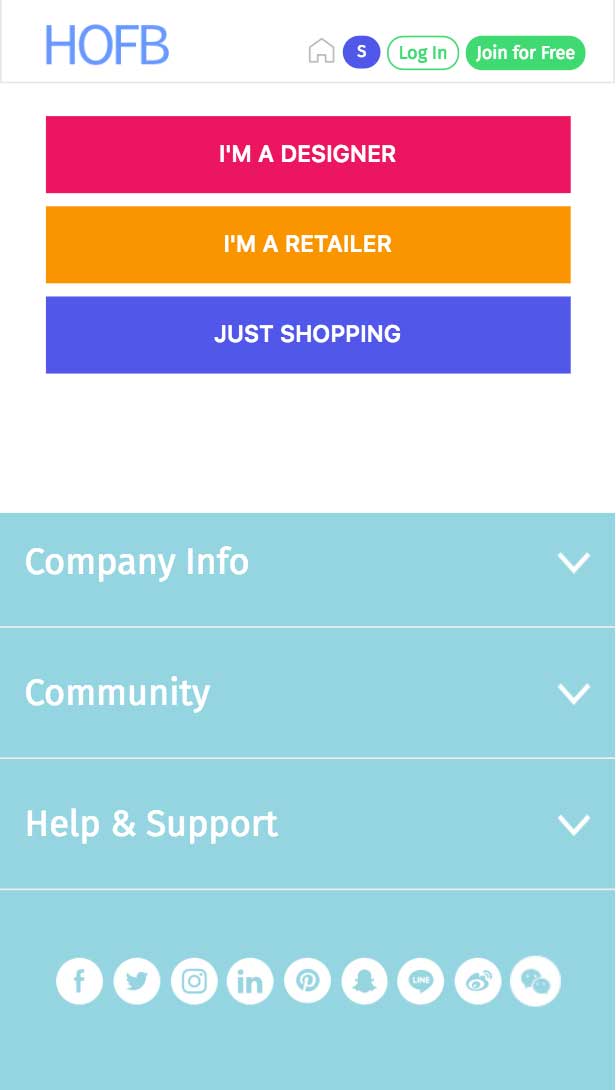 HOFB
S
Log In
Join for Free
I'M A DESIGNER
I'M A RETAILER
JUST SHOPPING
Company Info
Community
Help & Support
LINE